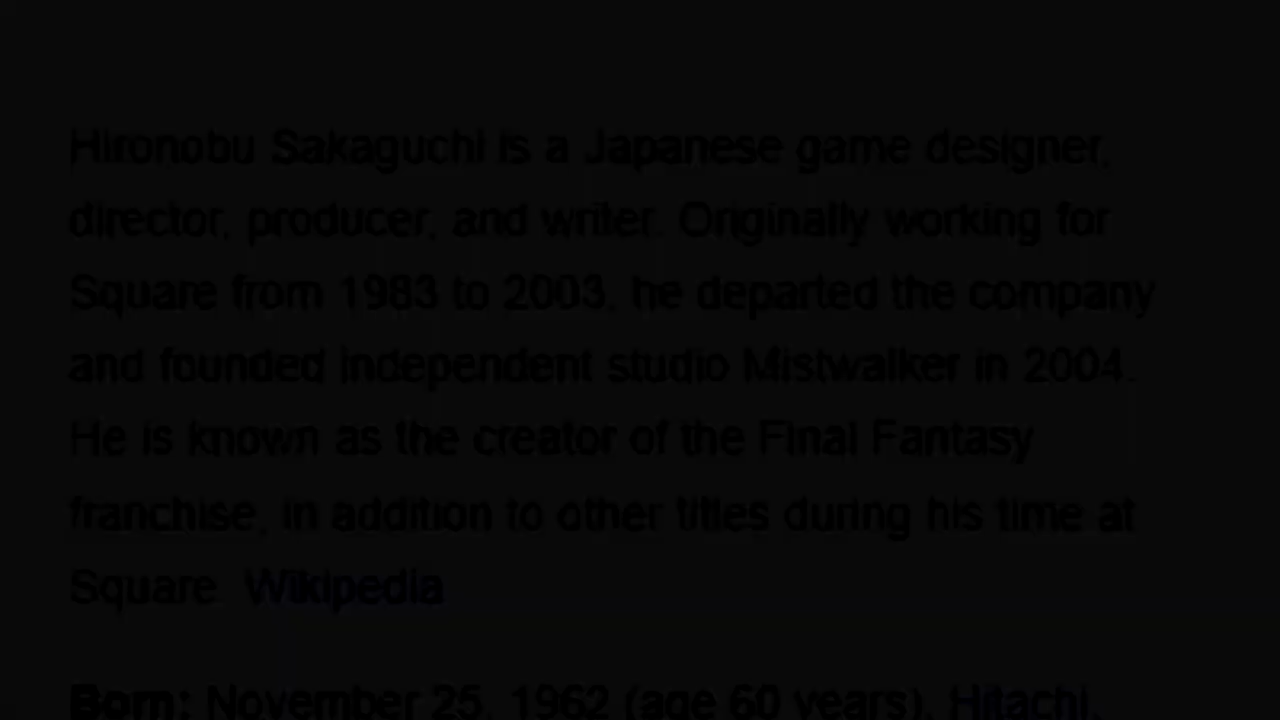 Hironobu Sakaguchi is a Japanese game designer,
director, producer, and writer. Originally working for
Square from 1983 to 2003, he departed the company
and founded independent studio Mistwalker in 2004.
He is known as the creator of the Final Fantasy
franchise, in addition to other titles during his time at
Square. Wikipedia
Born: November 25, 1962 (age 60 years), Hitachi,